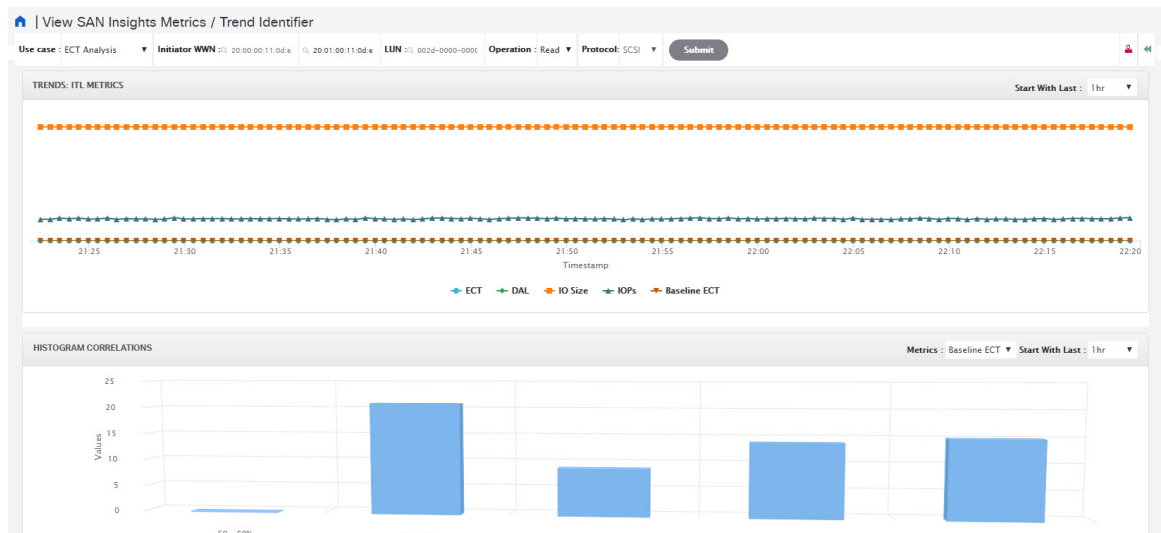 | View SAN Insights Metrics / Trend Identifier
Use case : ECT Analysis ▼ Initiator WWN : 20:00:00:11:0d:e 20:01:00:11:0d:e LUN : 002d-0000-000C Operation : Read ▼ Protocol: SCSI ▼ Submit
TRENDS: ITL METRICS Start With Last : 1hr ▼
21:25 21:30 21:35 21:40 21:45 21:50 21:55 22:00 22:05 22:10 22:15 22:20
Timestamp
ECT DAL IO Size IOPs Baseline ECT
HISTOGRAM CORRELATIONS Metrics : Baseline ECT ▼ Start With Last : 1hr ▼
25
20
15
10
5
0
Values